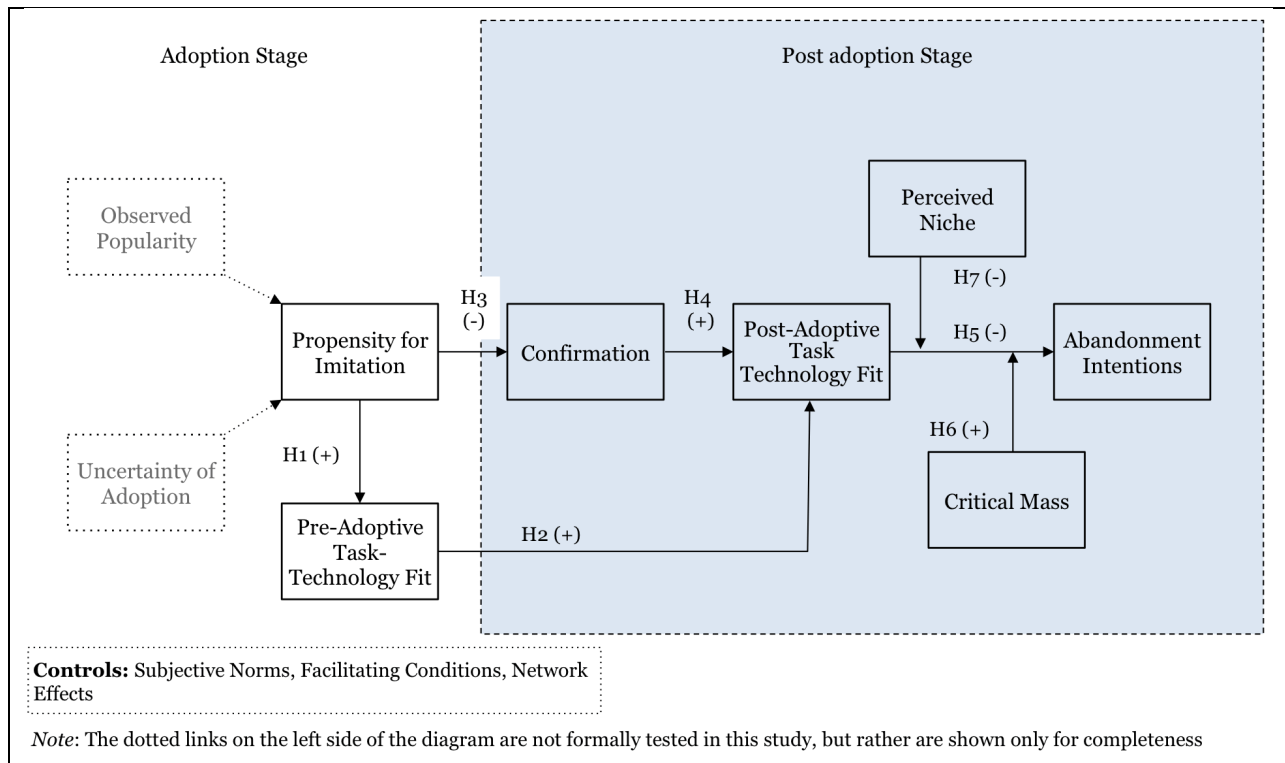 Adoption Stage
Post adoption Stage
Observed
Popularity
Perceived
Niche
H7 (-)
H3
(-)
H4
(+)
Propensity for
Imitation
Confirmation
Post-Adoptive
Task
Technology Fit
H5 (-)
Abandonment
Intentions
Uncertainty of
Adoption
H1 (+)
H6 (+)
Critical Mass
Pre-Adoptive
Task-
Technology Fit
H2 (+)
Controls: Subjective Norms, Facilitating Conditions, Network
Effects
Note: The dotted links on the left side of the diagram are not formally tested in this study, but rather are shown only for completeness